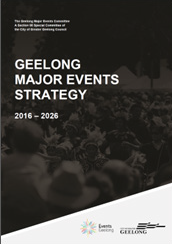 The Geelong Major Events Committee
A Section 86 Special Committee of
the City of Greater Geelong Council
GEELONG
MAJOR EVENTS
STRATEGY
2016 – 2026
Events
Geelong
GEELONG